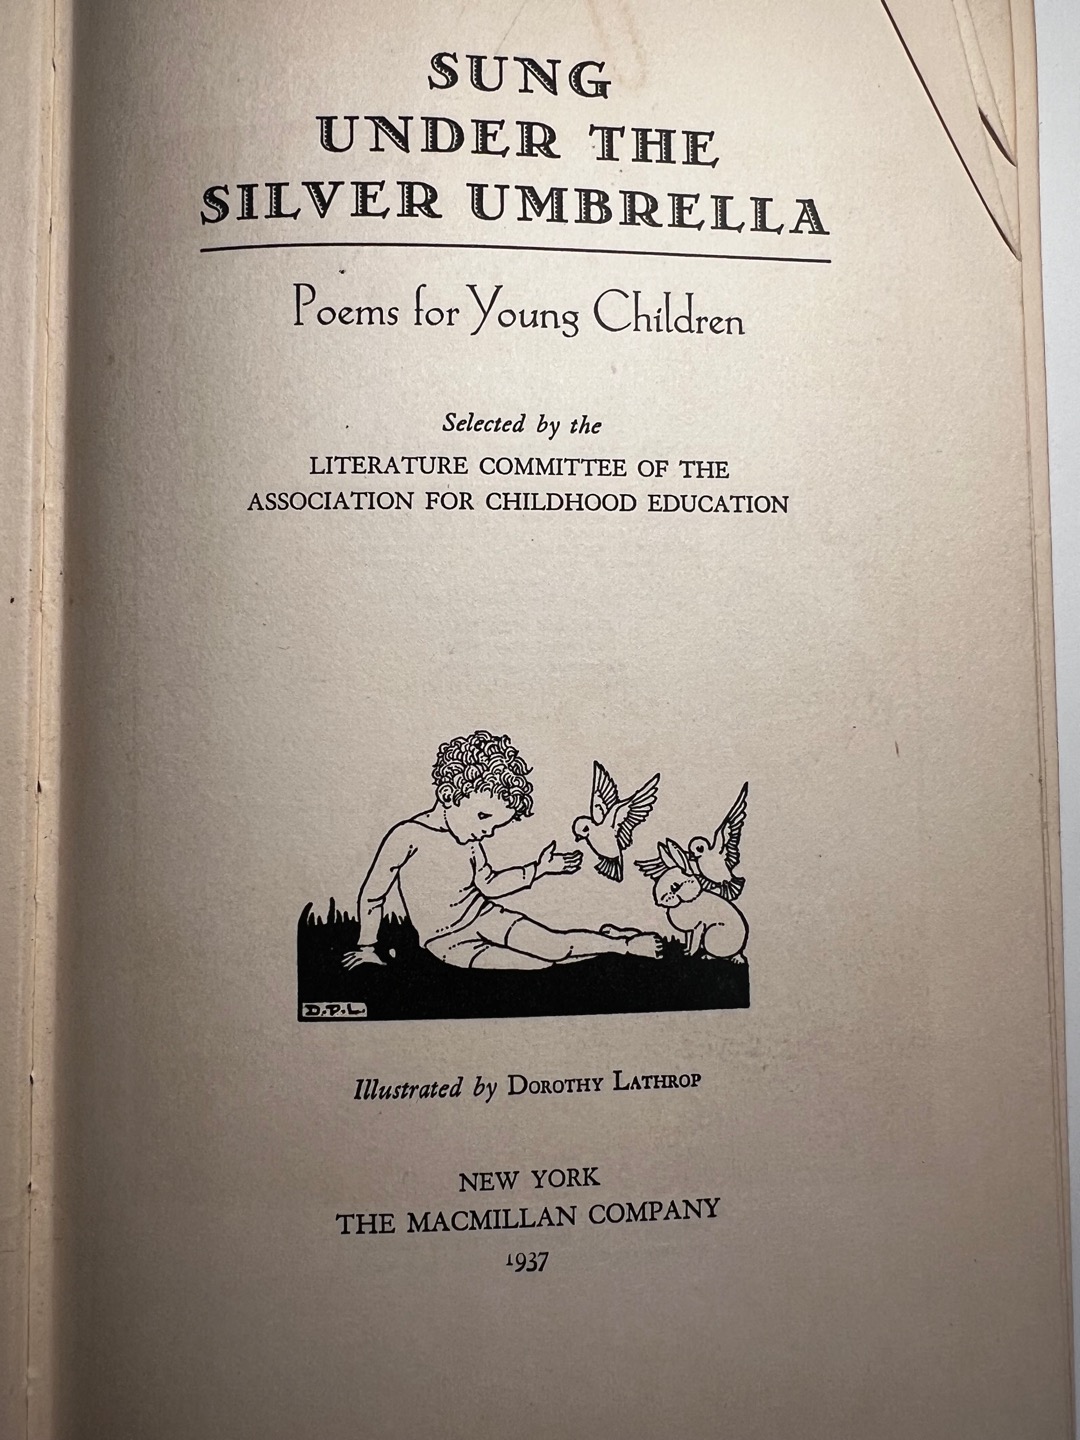 SUNG
UNDER THE
SILVER UMBRELLA
Poems for Young Children
Selected by the
LITERATURE COMMITTEE OF THE
ASSOCIATION FOR CHILDHOOD EDUCATION
D.P.L.
Illustrated by DOROTHY LATHROP
NEW YORK
THE MACMILLAN COMPANY
1937